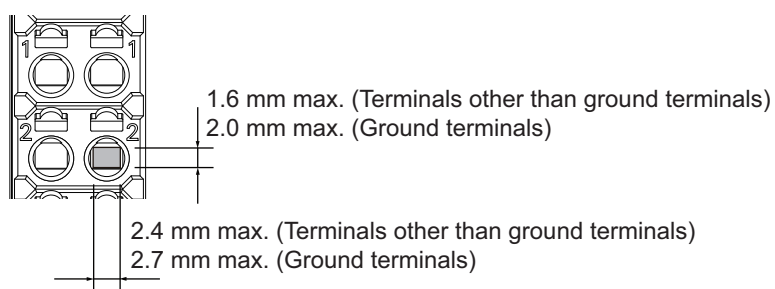 1 1
1.6 mm max. (Terminals other than ground terminals)
2.0 mm max. (Ground terminals)
2 2
2.4 mm max. (Terminals other than ground terminals)
2.7 mm max. (Ground terminals)